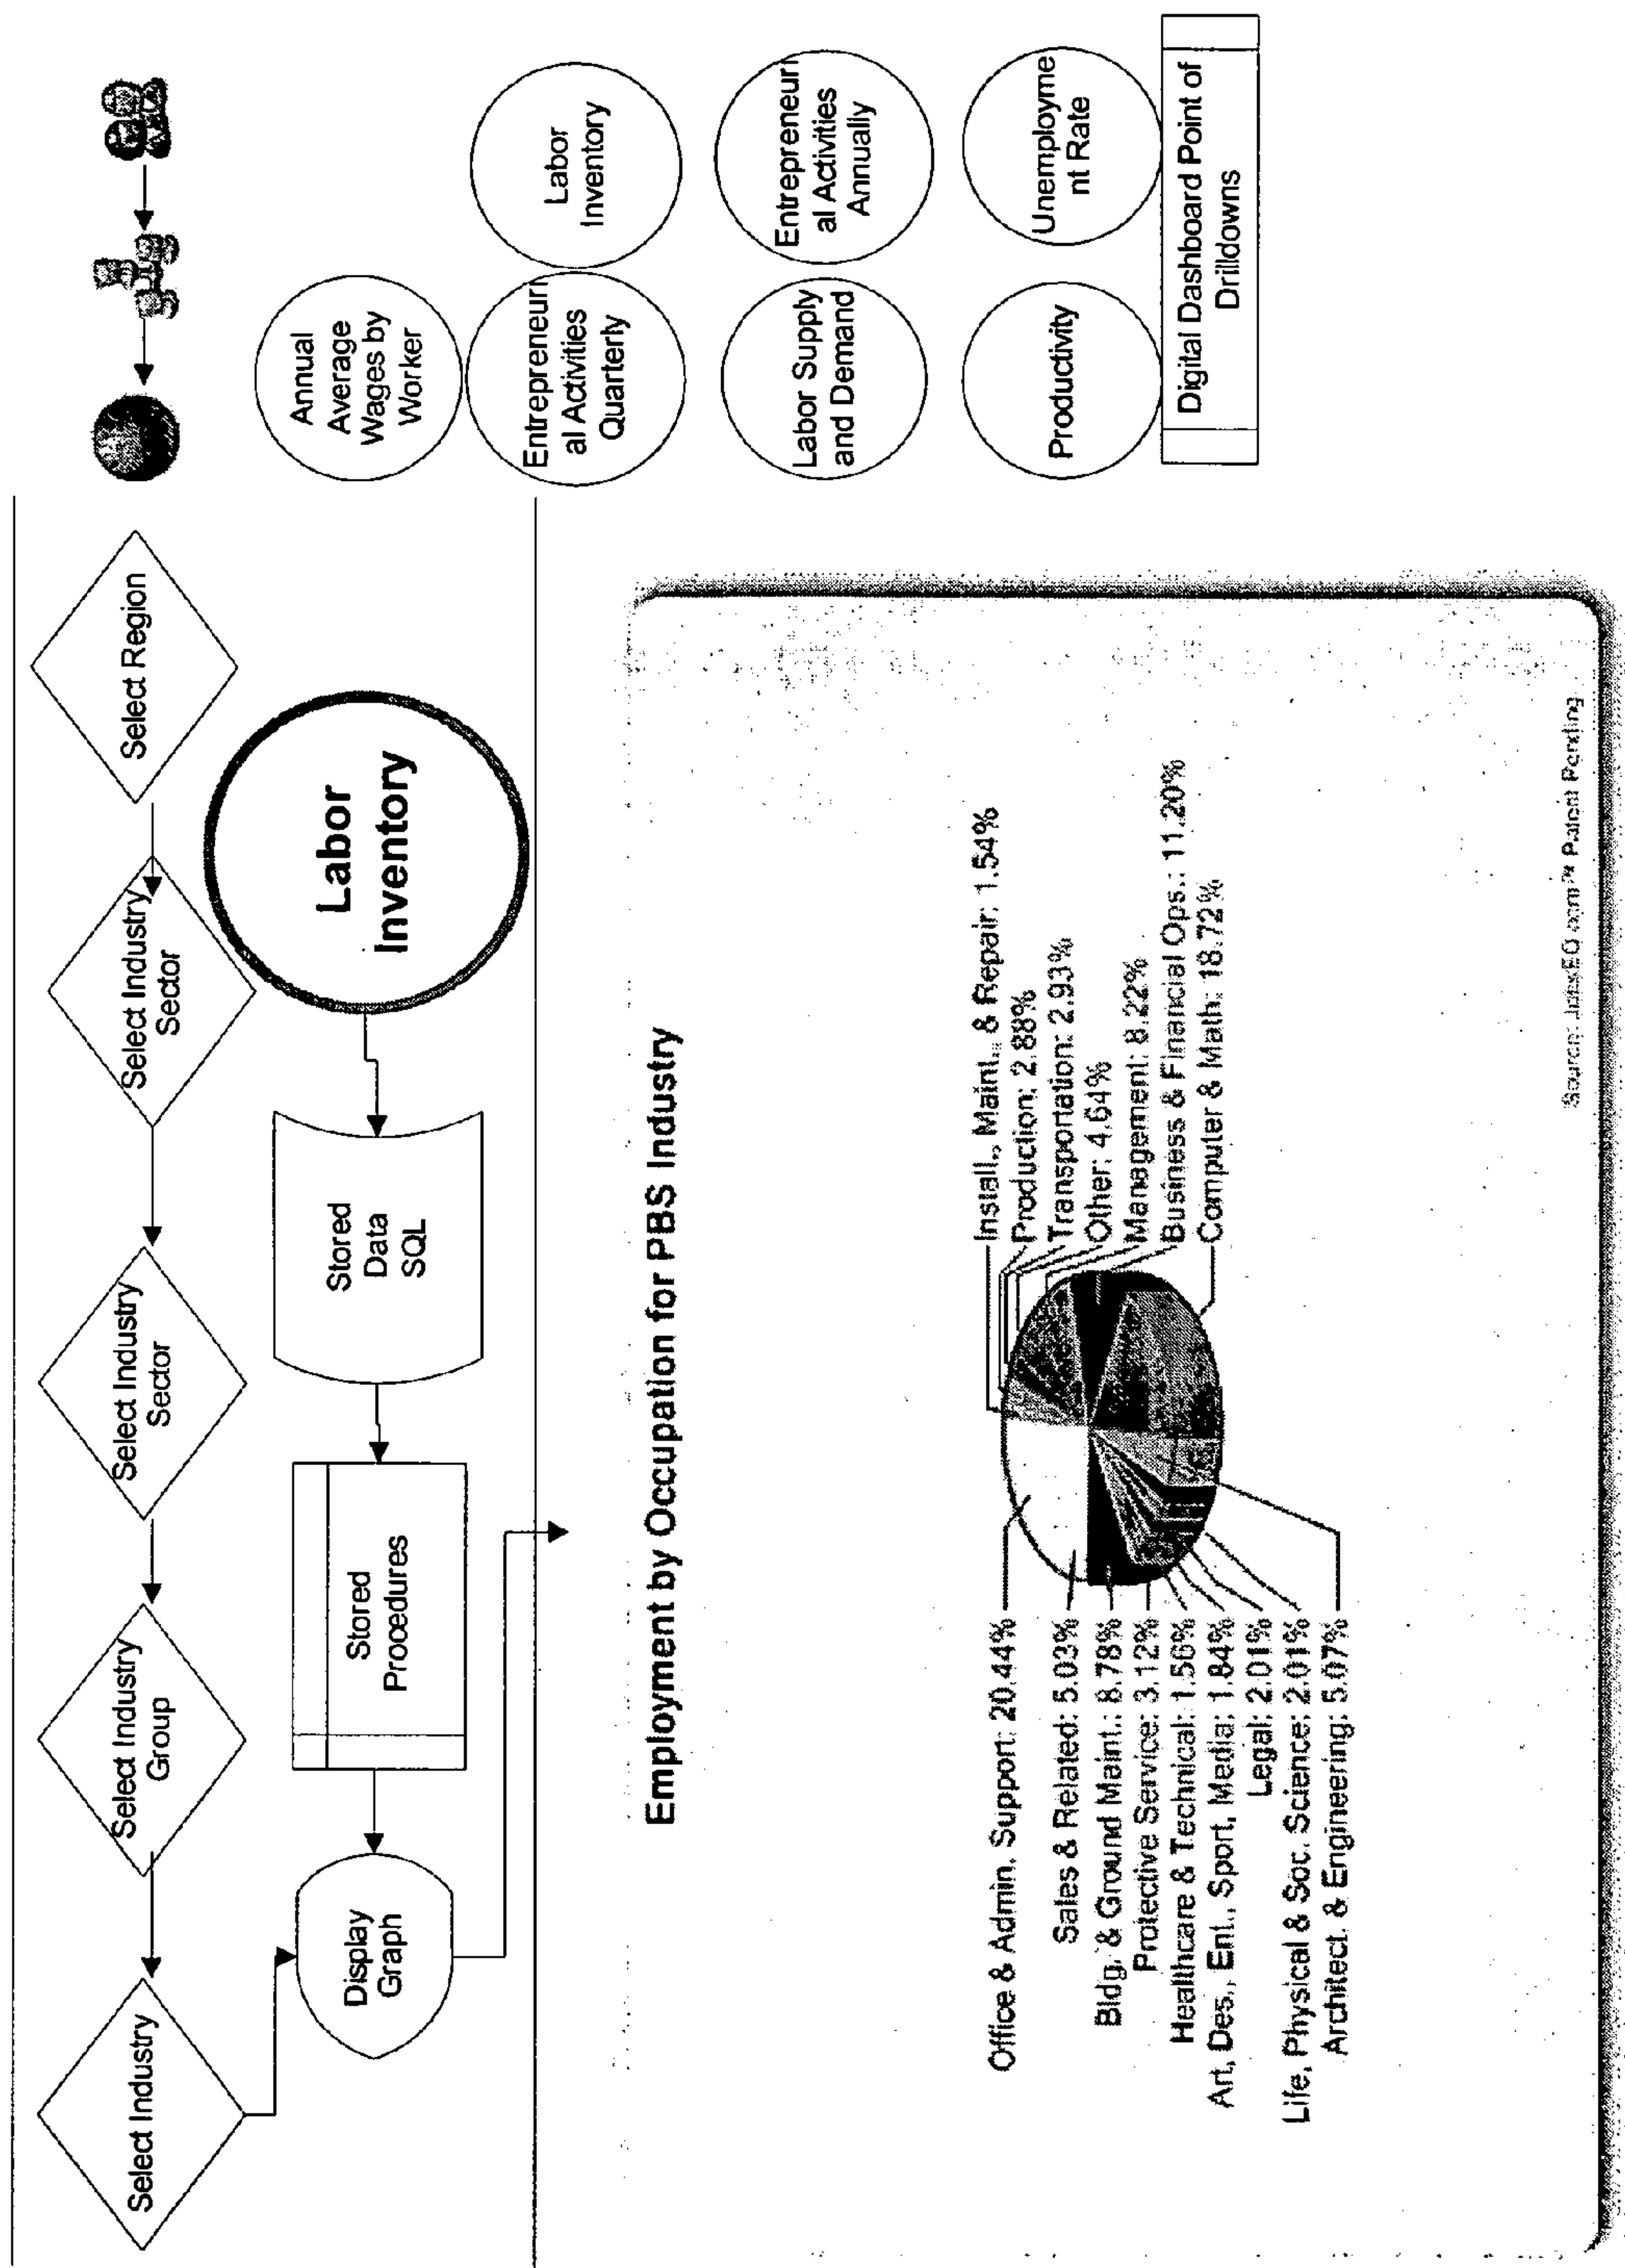 Select Industry
Select Industry
Group
Select Industry
Sector
Select Industry
Sector
Select Region
Display
Graph
Stored
Procedures
Stored
Data
SQL
Labor
Inventory
Annual
Average
Wages by
Worker
Entrepreneuri
al Activities
Quarterly
Labor
Inventory
Labor Supply
and Demand
Entrepreneuri
al Activities
Annually
Productivity
Unemployme
nt Rate
Digital Dashboard Point of
Drilldowns
Employment by Occupation for PBS Industry
Office & Admin. Support: 20.44%
Sales & Related: 5.03%
Bldg. & Ground Maint.: 8.78%
Protective Service: 3.12%
Healthcare & Technical: 1.56%
Art, Des., Ent., Sport, Media: 1.84%
Legal: 2.01%
Life, Physical & Soc. Science: 2.01%
Architect. & Engineering: 5.07%
Install., Maint., & Repair: 1.54%
Production: 2.88%
Transportation: 2.93%
Other: 4.64%
Management: 8.22%
Business & Financial Ops.: 11.20%
Computer & Math: 18.72%
Patent Pending